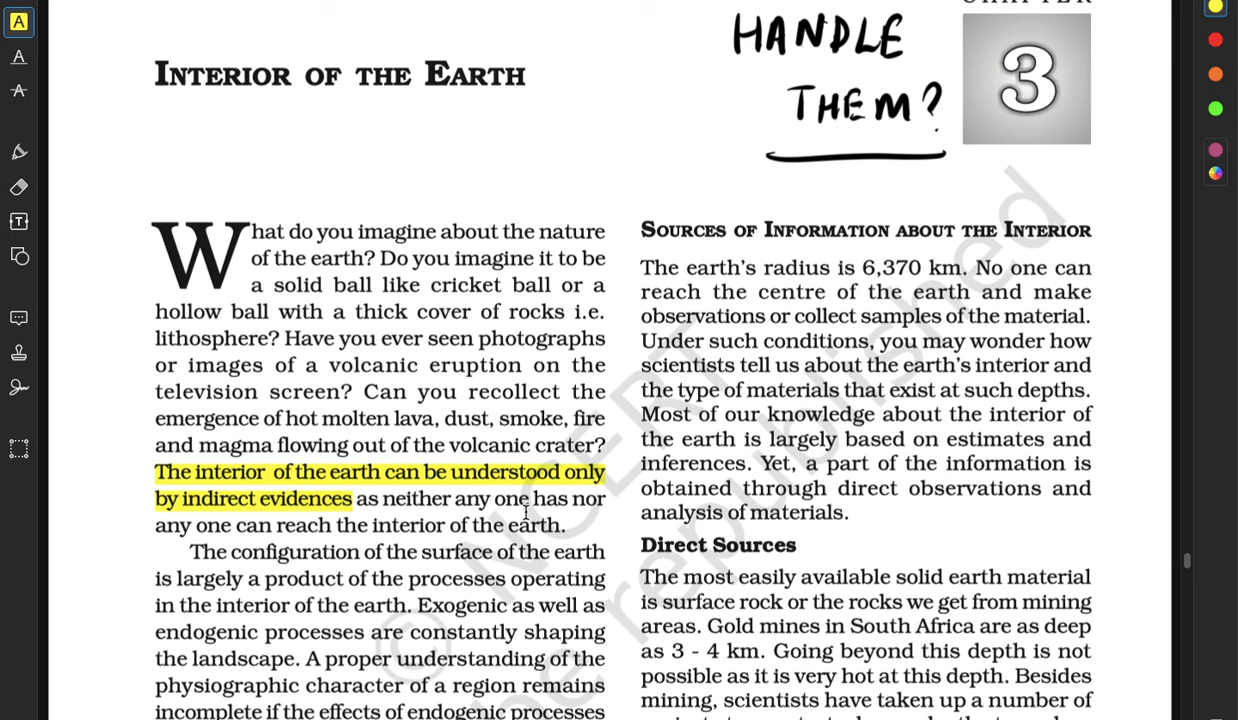 HANDLE
THEM?
3
INTERIOR OF THE EARTH
What do you imagine about the nature
of the earth? Do you imagine it to be
a solid ball like cricket ball or a
hollow ball with a thick cover of rocks i.e.
lithosphere? Have you ever seen photographs
or images of a volcanic eruption on the
television screen? Can you recollect the
emergence of hot molten lava, dust, smoke, fire
and magma flowing out of the volcanic crater?
The interior of the earth can be understood only
by indirect evidences as neither any one has nor
any one can reach the interior of the earth.
The configuration of the surface of the earth
is largely a product of the processes operating
in the interior of the earth. Exogenic as well as
endogenic processes are constantly shaping
the landscape. A proper understanding of the
physiographic character of a region remains
incomplete if the effects of endogenic processes
SOURCES OF INFORMATION ABOUT THE INTERIOR
The earth's radius is 6,370 km. No one can
reach the centre of the earth and make
observations or collect samples of the material.
Under such conditions, you may wonder how
scientists tell us about the earth's interior and
the type of materials that exist at such depths.
Most of our knowledge about the interior of
the earth is largely based on estimates and
inferences. Yet, a part of the information is
obtained through direct observations and
analysis of materials.
Direct Sources
The most easily available solid earth material
is surface rock or the rocks we get from mining
areas. Gold mines in South Africa are as deep
as 3 - 4 km. Going beyond this depth is not
possible as it is very hot at this depth. Besides
mining, scientists have taken up a number of
© NCERT
be republished